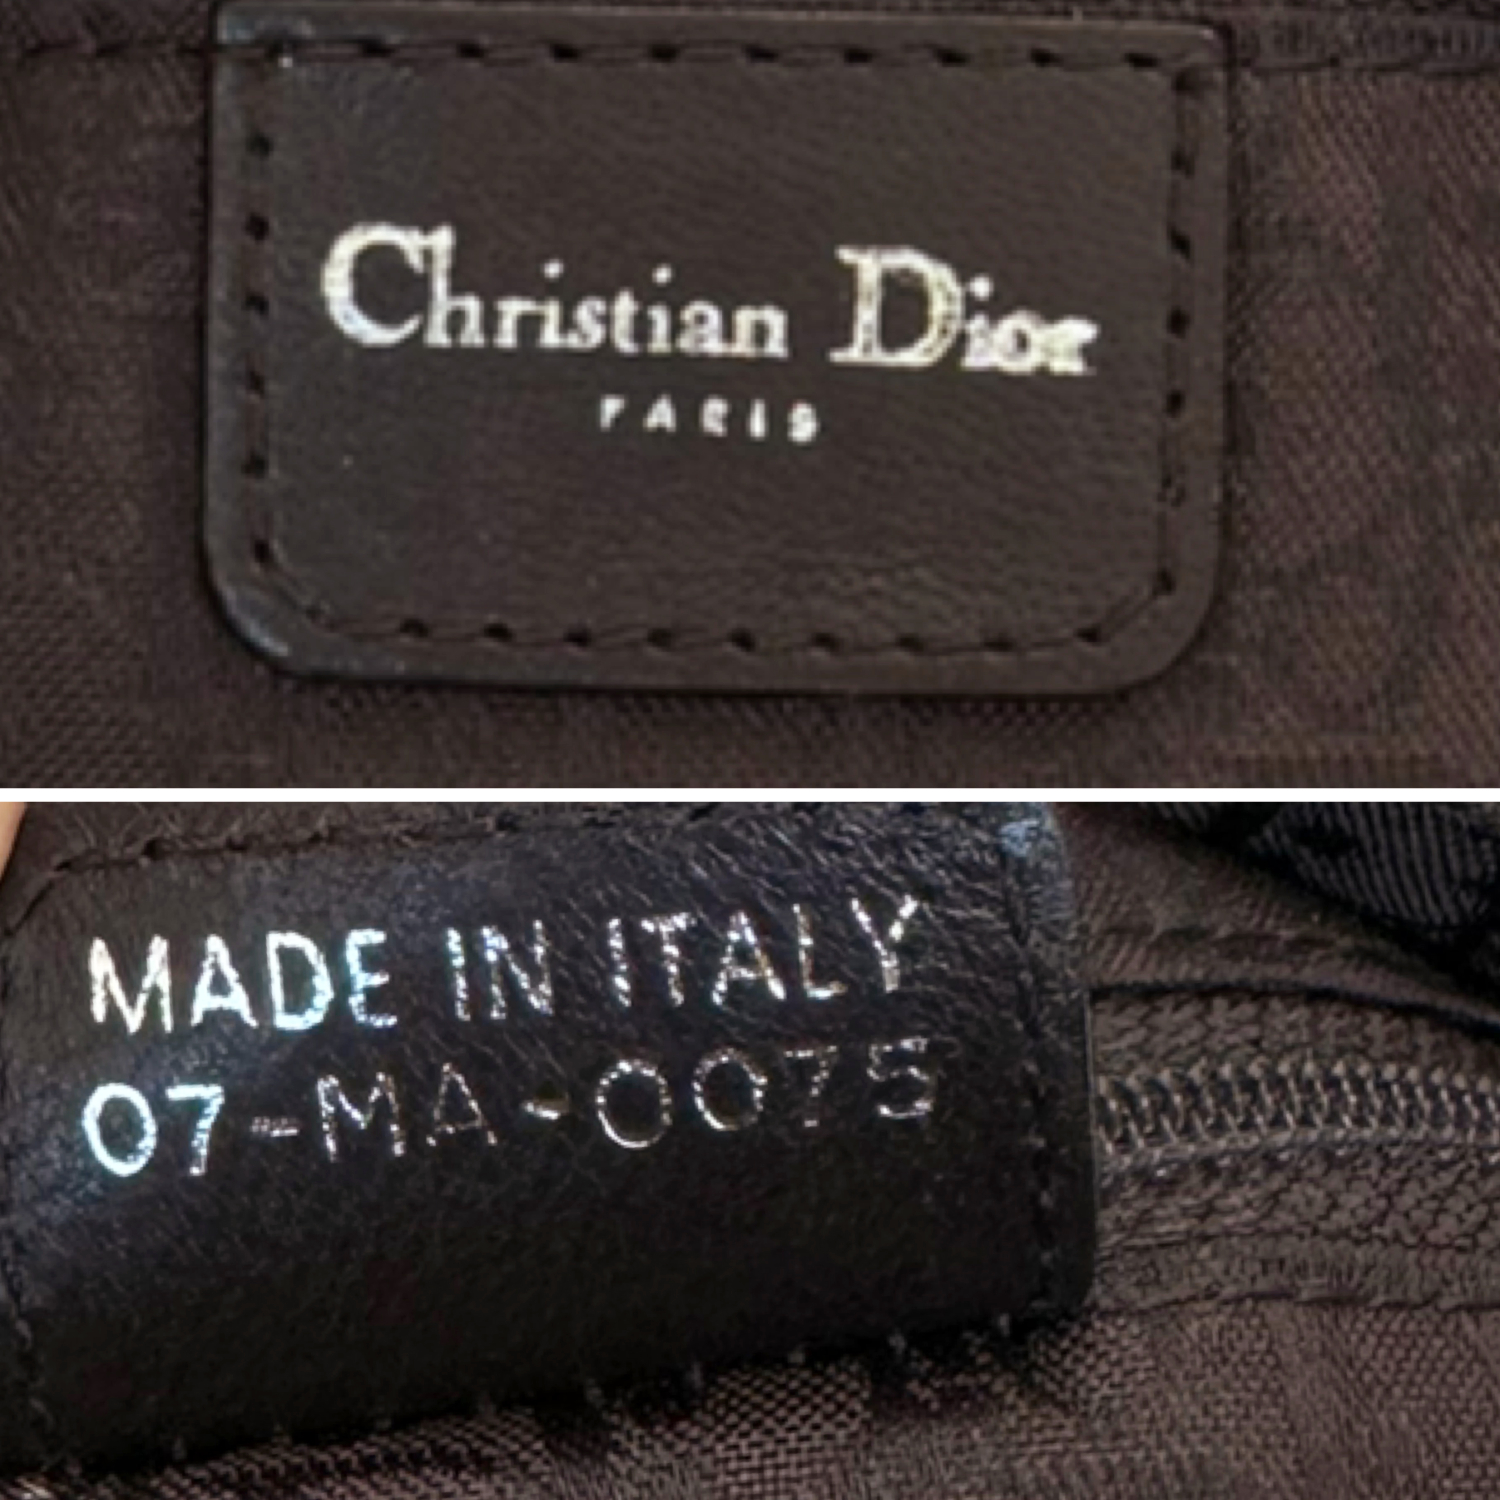 Christian Dior
PARIS
MADE IN ITALY
07-MA-0075